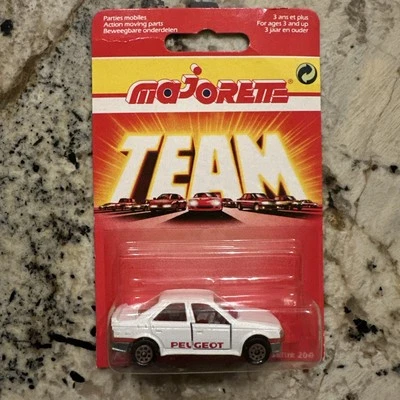 Parties mobiles
Action moving parts
Beweegbare onderdelen
3 ans et plus
For ages 3 and up
3 jaar en ouder
MAJORETTE®
TEAM
PEUGEOT